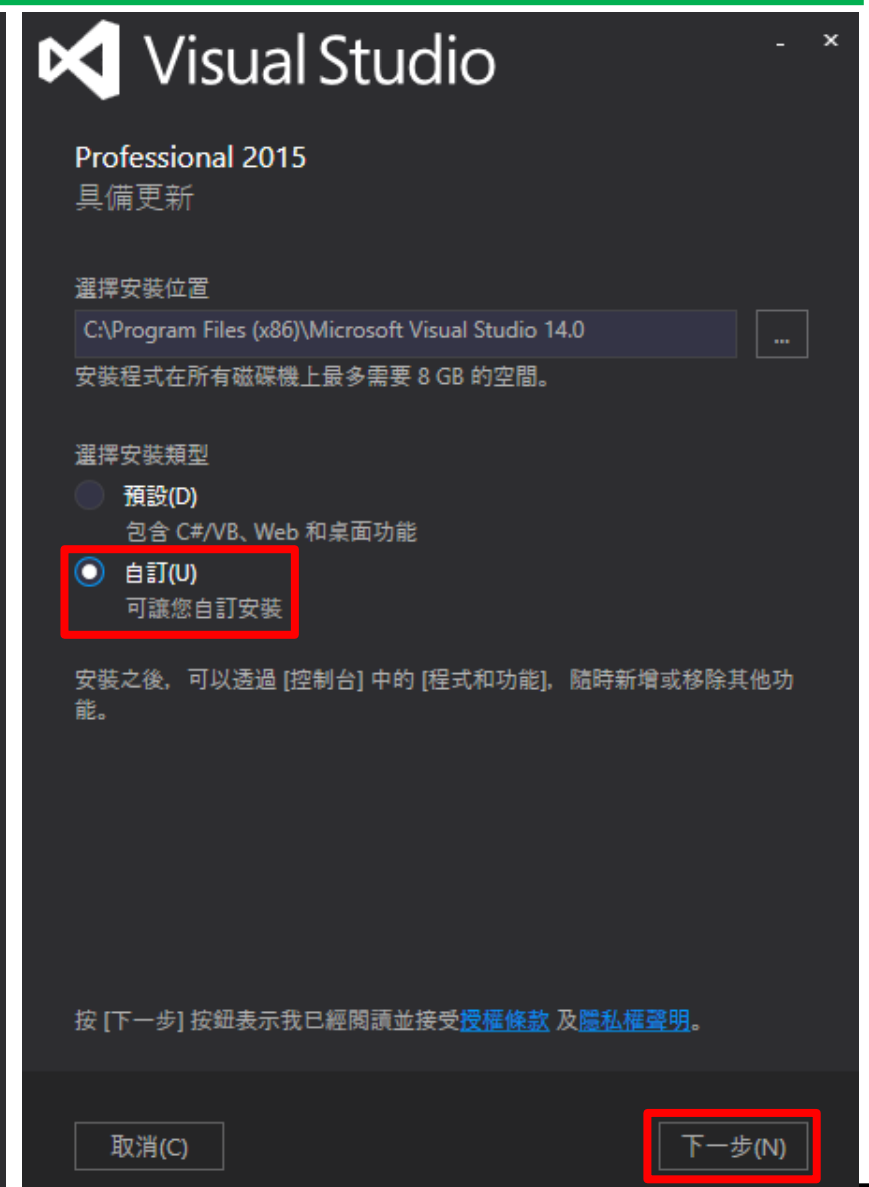 Visual Studio
Professional 2015
具備更新
選擇安裝位置
C:\Program Files (x86)\Microsoft Visual Studio 14.0
...
安裝程式在所有磁碟機上最多需要 8 GB 的空間。
選擇安裝類型
預設(D)
包含 C#/VB、Web 和桌面功能
自訂(U)
可讓您自訂安裝
安裝之後，可以透過 [控制台] 中的 [程式和功能]，隨時新增或移除其他功
能。
按 [下一步] 按鈕表示我已經閱讀並接受授權條款 及隱私權聲明。
取消(C)
下一步(N)